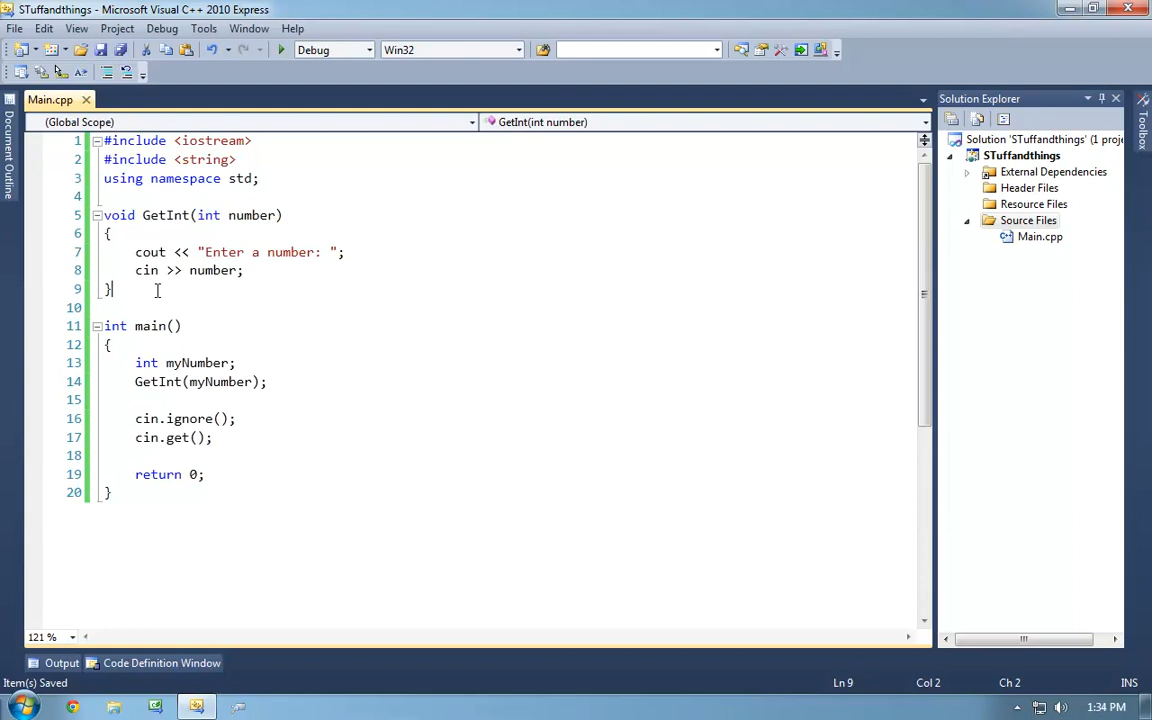 STuffandthings - Microsoft Visual C++ 2010 Express
File Edit View Project Debug Tools Window Help
Debug Win32
Main.cpp
Solution Explorer
(Global Scope) GetInt(int number)
Document Outline
Toolbox
1 #include <iostream>
2 #include <string>
3 using namespace std;
4
5 void GetInt(int number)
6 {
7 cout << "Enter a number: ";
8 cin >> number;
9 }
10
11 int main()
12 {
13 int myNumber;
14 GetInt(myNumber);
15
16 cin.ignore();
17 cin.get();
18
19 return 0;
20 }
Solution 'STuffandthings' (1 proje
STuffandthings
External Dependencies
Header Files
Resource Files
Source Files
Main.cpp
121 %
Output Code Definition Window
Item(s) Saved Ln 9 Col 2 Ch 2 INS
1:34 PM